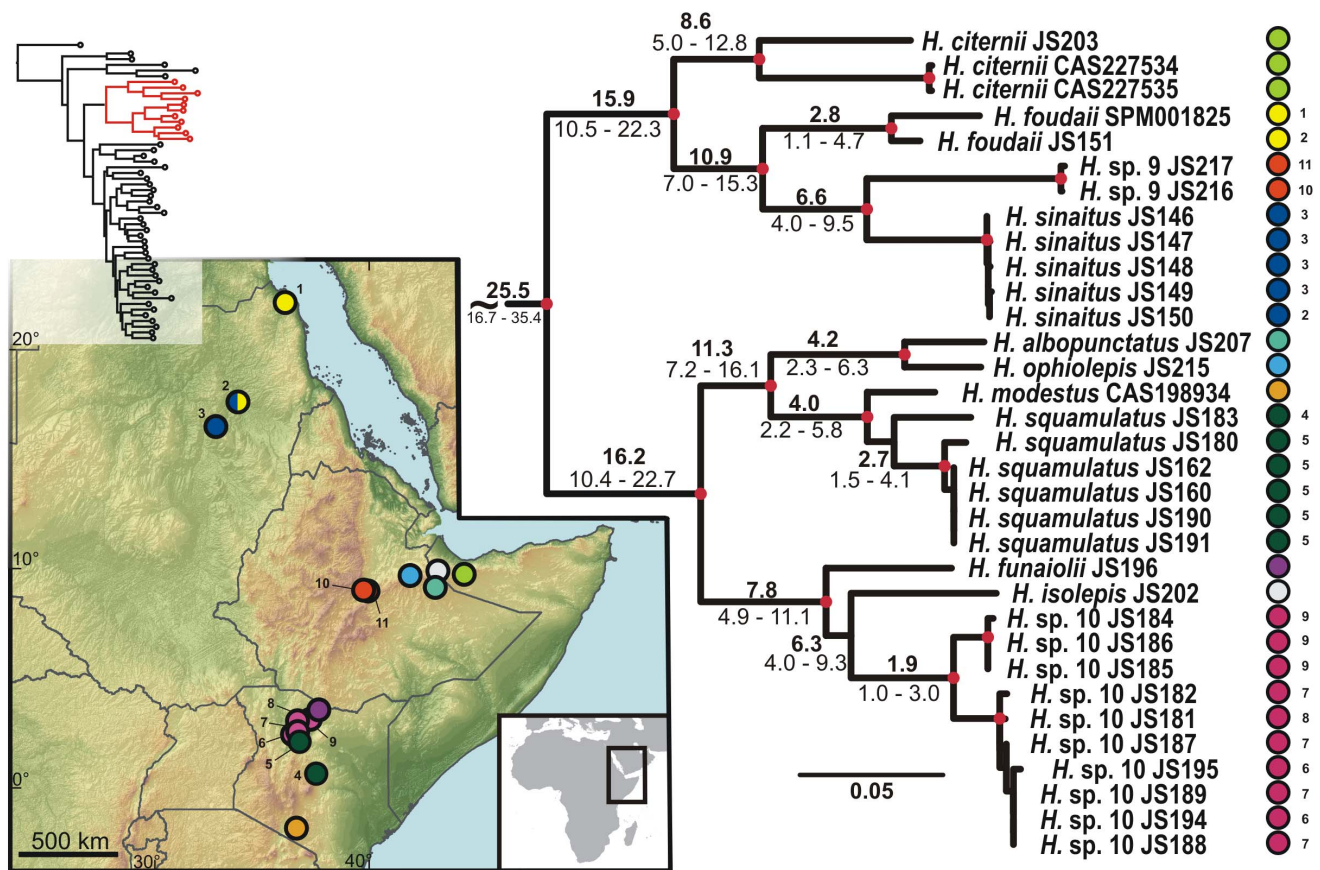 8.6
5.0 - 12.8
H. citernii JS203
H. citernii CAS227534
H. citernii CAS227535
15.9
10.5 - 22.3
2.8
1.1 - 4.7
H. foudaii SPM001825 1
H. foudaii JS151 2
10.9
7.0 - 15.3
H. sp. 9 JS217 11
H. sp. 9 JS216 10
6.6
4.0 - 9.5
H. sinaitus JS146 3
H. sinaitus JS147 3
H. sinaitus JS148 3
H. sinaitus JS149 3
H. sinaitus JS150 2
~ 25.5
16.7 - 35.4
11.3
7.2 - 16.1
4.2
2.3 - 6.3
H. albopunctatus JS207
H. ophiolepis JS215
4.0
2.2 - 5.8
H. modestus CAS198934
H. squamulatus JS183 4
H. squamulatus JS180 5
2.7
1.5 - 4.1
H. squamulatus JS162 5
H. squamulatus JS160 5
H. squamulatus JS190 5
H. squamulatus JS191 5
16.2
10.4 - 22.7
7.8
4.9 - 11.1
H. funaiolii JS196
H. isolepis JS202
6.3
4.0 - 9.3
H. sp. 10 JS184 9
H. sp. 10 JS186 9
H. sp. 10 JS185 9
1.9
1.0 - 3.0
H. sp. 10 JS182 7
H. sp. 10 JS181 8
H. sp. 10 JS187 7
H. sp. 10 JS195 6
H. sp. 10 JS189 7
H. sp. 10 JS194 6
H. sp. 10 JS188 7
0.05
1
20°
2
3
10°
10
11
8
7
6
9
5
4
0°
500 km
30°
40°